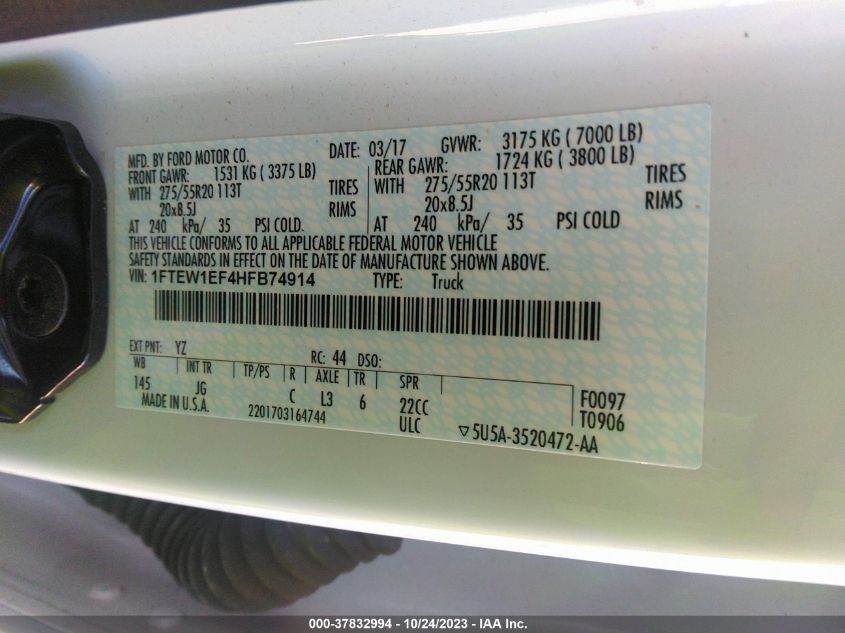 MFD. BY FORD MOTOR CO. DATE: 03/17 GVWR: 3175 KG ( 7000 LB)
FRONT GAWR: 1531 KG ( 3375 LB) REAR GAWR: 1724 KG ( 3800 LB)
WITH 275/55R20 113T TIRES WITH 275/55R20 113T TIRES
20x8.5J RIMS 20x8.5J RIMS
AT 240 kPa/ 35 PSI COLD. AT 240 kPa/ 35 PSI COLD
THIS VEHICLE CONFORMS TO ALL APPLICABLE FEDERAL MOTOR VEHICLE
SAFETY STANDARDS IN EFFECT ON THE DATE OF MANUFACTURE SHOWN ABOVE.
VIN: 1FTEW1EF4HFB74914 TYPE: Truck
EXT PNT: YZ RC: 44 DSO:
WB INT TR TP/PS R AXLE TR SPR
145 JG C L3 6 22CC F0097
MADE IN U.S.A. 2201703164744 ULC T0906
▽5U5A-3520472-AA
000-37832994 - 10/24/2023 - IAA Inc.